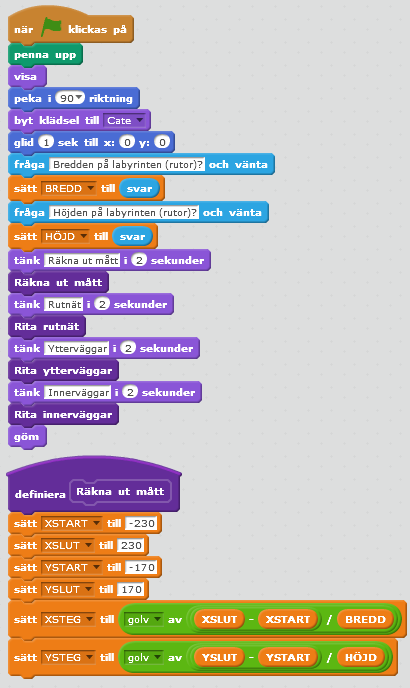 när klickas på
penna upp
visa
peka i 90 riktning
byt klädsel till Cate
glid 1 sek till x: 0 y: 0
fråga Bredden på labyrinten (rutor)? och vänta
sätt BREDD till svar
fråga Höjden på labyrinten (rutor)? och vänta
sätt HÖJD till svar
tänk Räkna ut mått i 2 sekunder
Räkna ut mått
tänk Rutnät i 2 sekunder
Rita rutnät
tänk Ytterväggar i 2 sekunder
Rita ytterväggar
tänk Innerväggar i 2 sekunder
Rita innerväggar
göm
definiera Räkna ut mått
sätt XSTART till -230
sätt XSLUT till 230
sätt YSTART till -170
sätt YSLUT till 170
sätt XSTEG till golv av XSLUT - XSTART / BREDD
sätt YSTEG till golv av YSLUT - YSTART / HÖJD